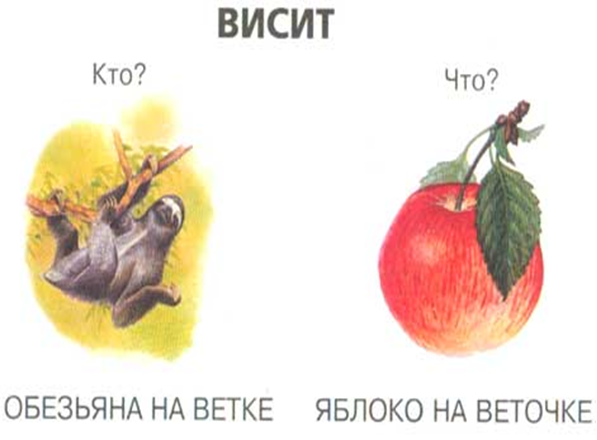 ВИСИТ
Кто? Что?
ОБЕЗЬЯНА НА ВЕТКЕ ЯБЛОКО НА ВЕТОЧКЕ